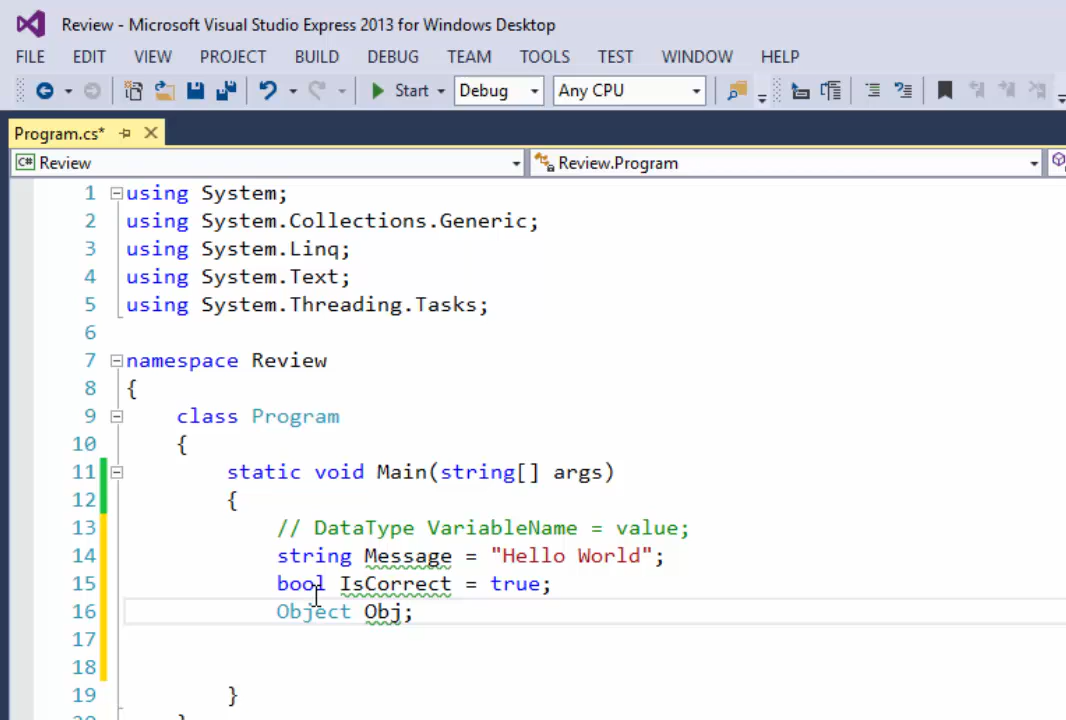 Review - Microsoft Visual Studio Express 2013 for Windows Desktop
FILE EDIT VIEW PROJECT BUILD DEBUG TEAM TOOLS TEST WINDOW HELP
Start Debug Any CPU
Program.cs*
C# Review Review.Program
1 using System;
2 using System.Collections.Generic;
3 using System.Linq;
4 using System.Text;
5 using System.Threading.Tasks;
6
7 namespace Review
8 {
9 class Program
10 {
11 static void Main(string[] args)
12 {
13 // DataType VariableName = value;
14 string Message = "Hello World";
15 bool IsCorrect = true;
16 Object Obj;
17
18
19 }
20 }